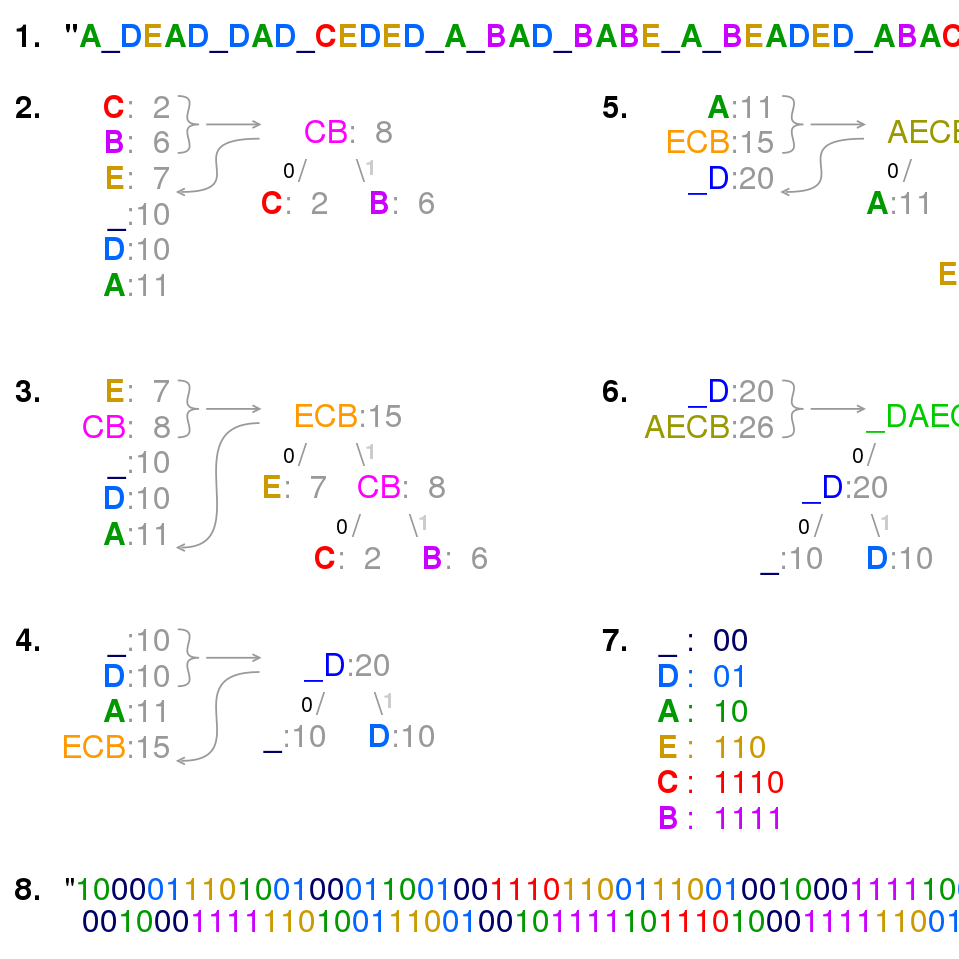 1. "A_DEAD_DAD_CEDED_A_BAD_BABE_A_BEADED_ABAC
2.
C: 2
B: 6
E: 7
_:10
D:10
A:11
CB: 8
0 1
C: 2 B: 6
5.
A:11
ECB:15
_D:20
AECB
0
A:11
E
3.
E: 7
CB: 8
_:10
D:10
A:11
ECB:15
0 1
E: 7 CB: 8
0 1
C: 2 B: 6
6.
_D:20
AECB:26
_DAEC
0
_D:20
0 1
_:10 D:10
4.
_:10
D:10
A:11
ECB:15
_D:20
0 1
_:10 D:10
7.
_ : 00
D : 01
A : 10
E : 110
C : 1110
B : 1111
8. "10000111010010001100100111011001110010010001111100
0010001111110100111001001011111011101000111111001